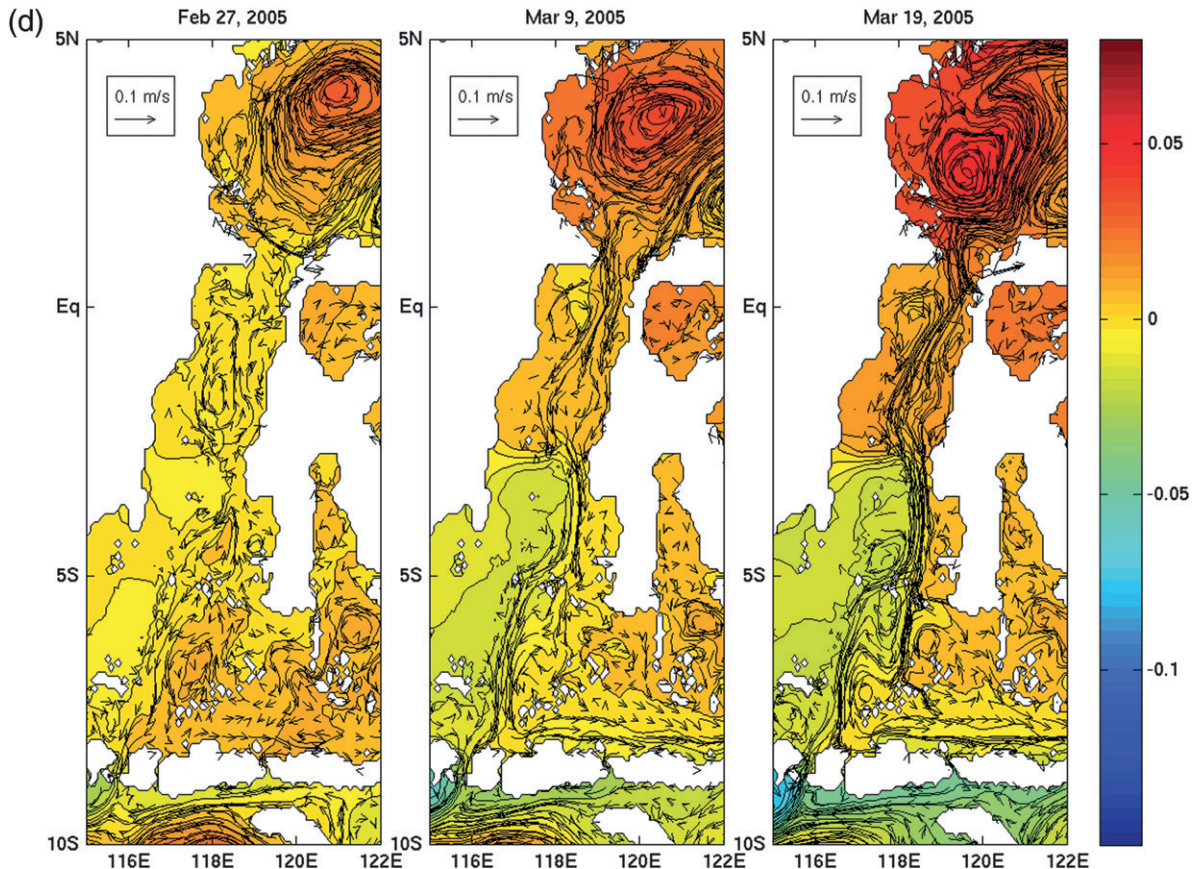 (d)
Feb 27, 2005
Mar 9, 2005
Mar 19, 2005
5N
5N
5N
0.1 m/s
0.1 m/s
0.1 m/s
0.05
Eq
Eq
Eq
0
-0.05
5S
5S
5S
-0.1
10S
10S
10S
116E
118E
120E
122E
116E
118E
120E
122E
116E
118E
120E
122E